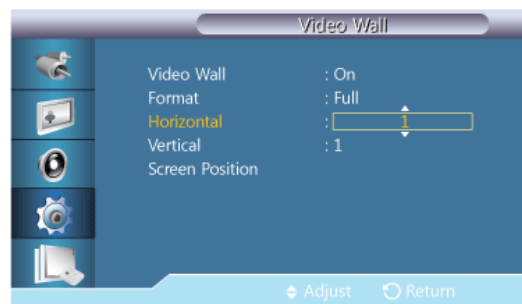 Video Wall
Video Wall : On
Format : Full
Horizontal : 1
Vertical : 1
Screen Position
Adjust Return